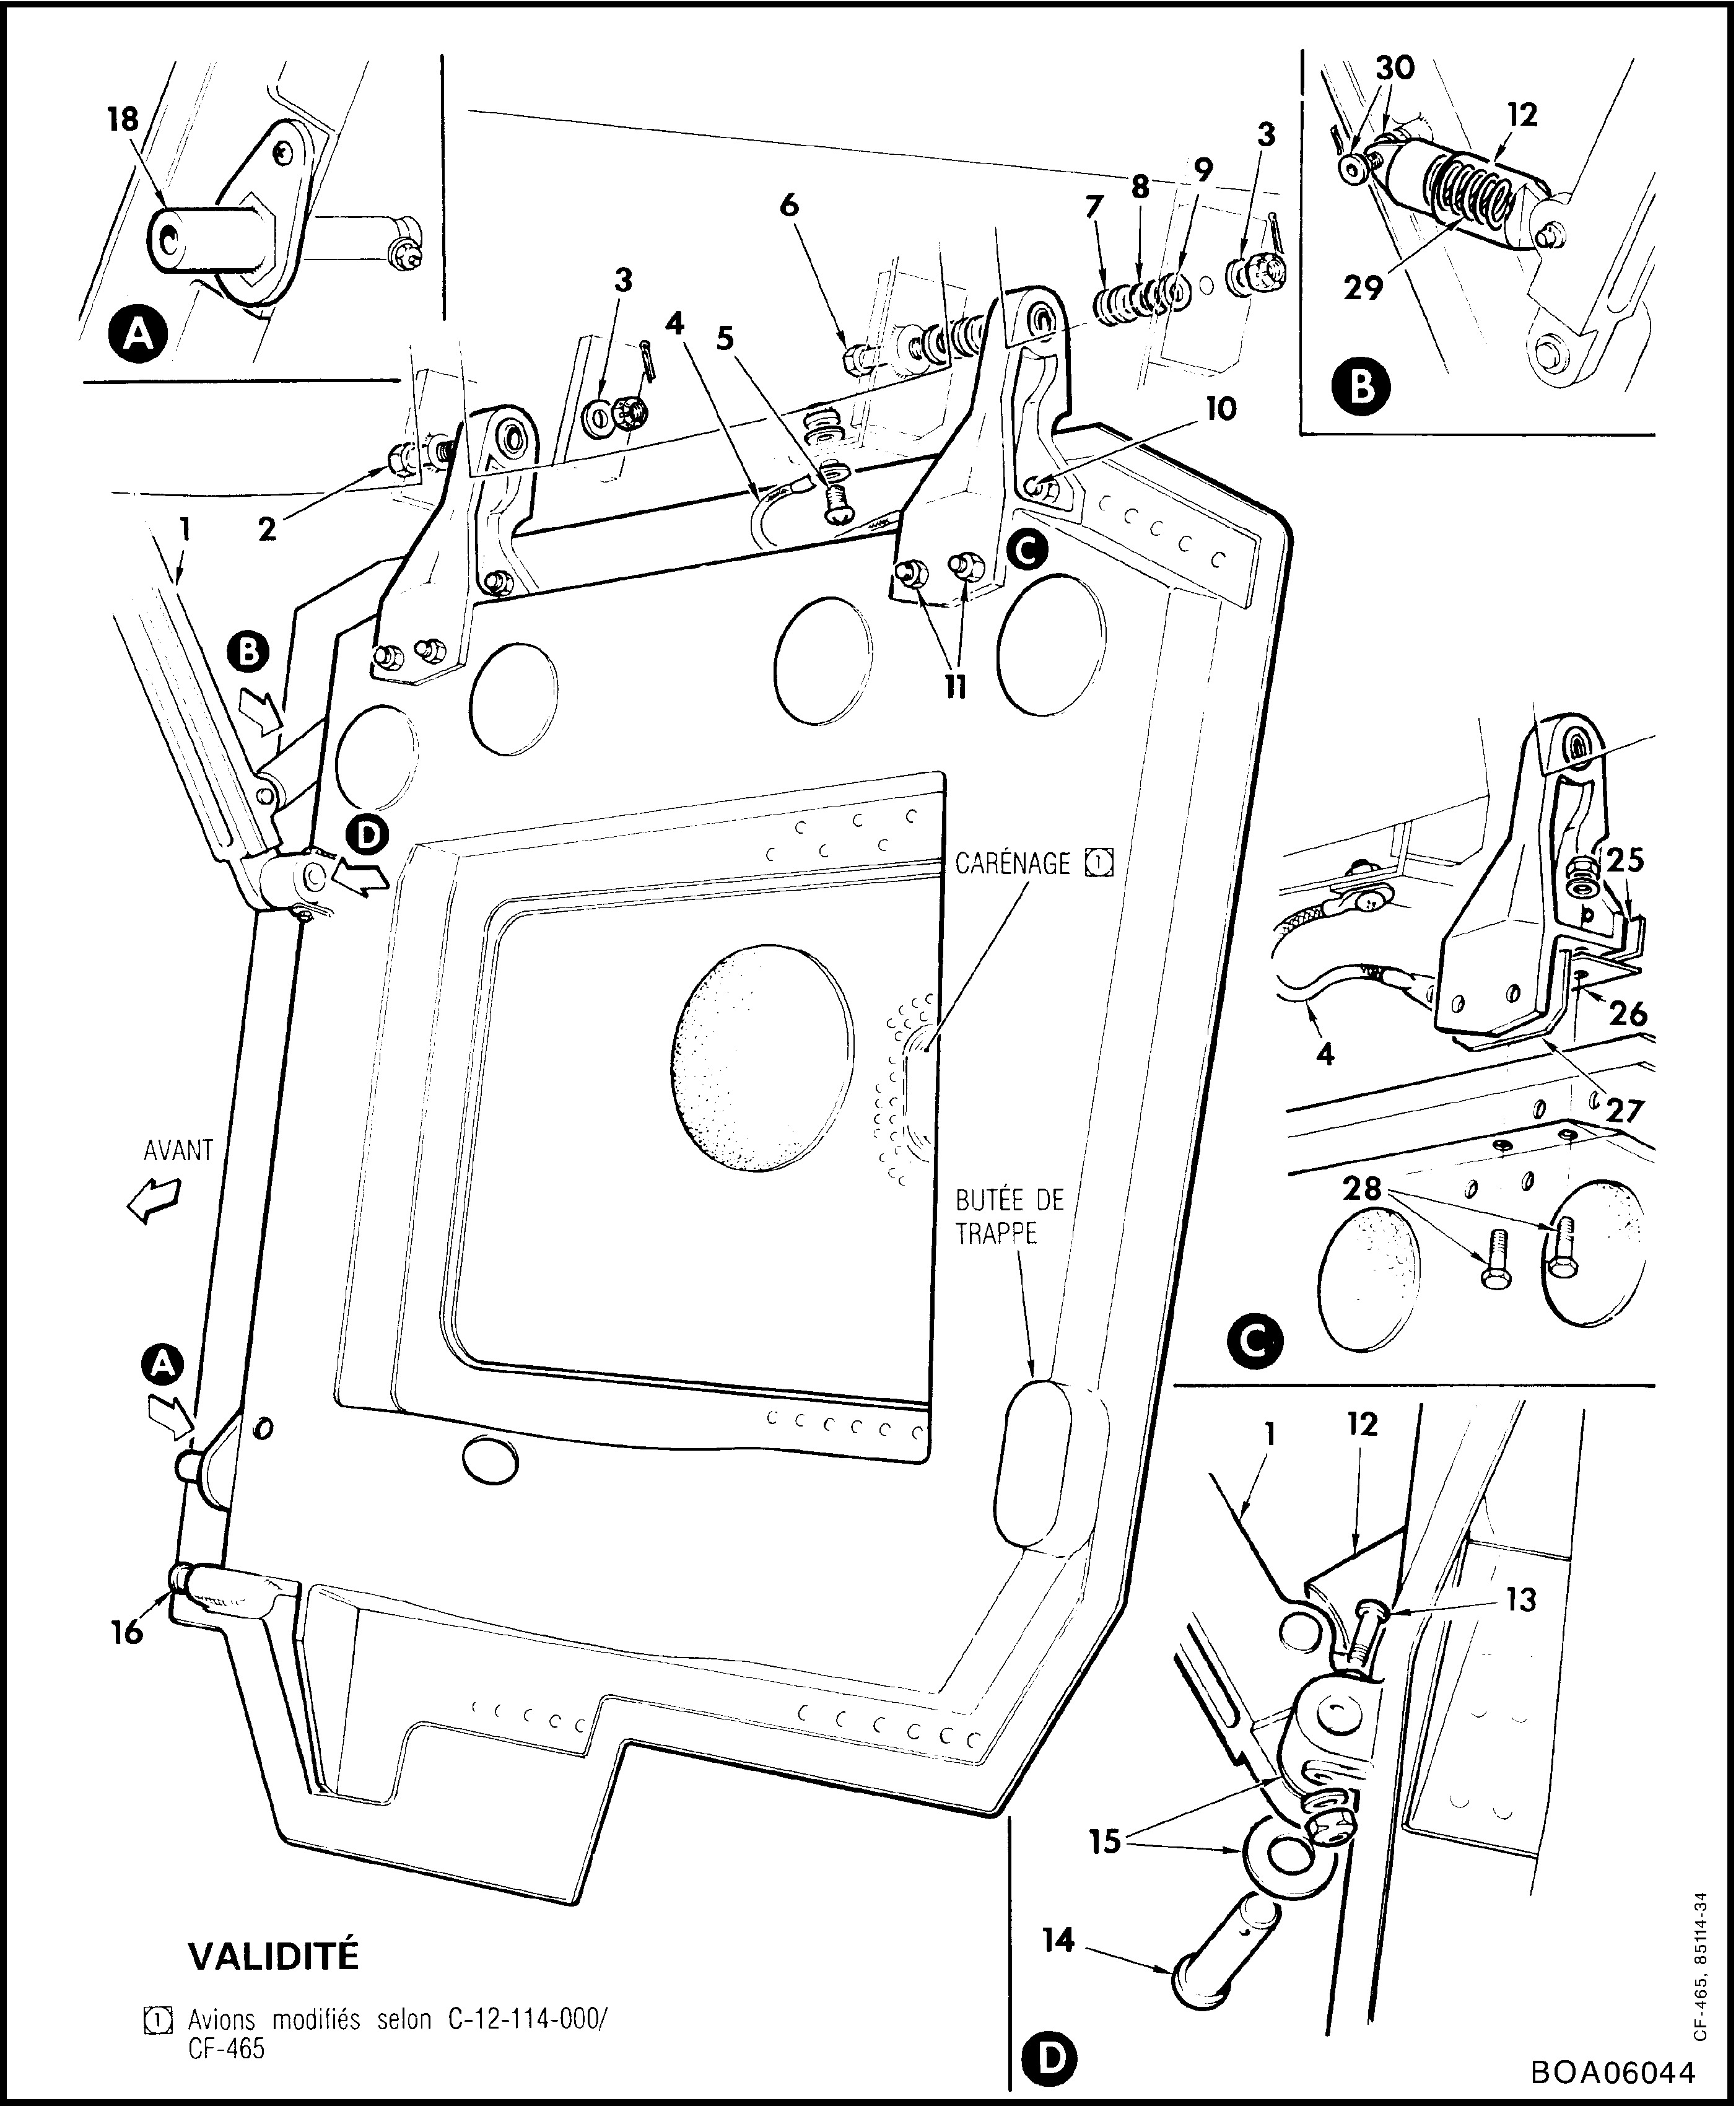 18
A
30
12
29
B
6
7
8
9
3
3
4
5
10
2
1
B
C
11
D
CARÉNAGE 1
25
26
4
27
28
C
AVANT
A
BUTÉE DE
TRAPPE
16
1
12
13
15
14
D
VALIDITÉ
1 Avions modifiés selon C-12-114-000/
CF-465
CF-465, 85114-34
BOA06044